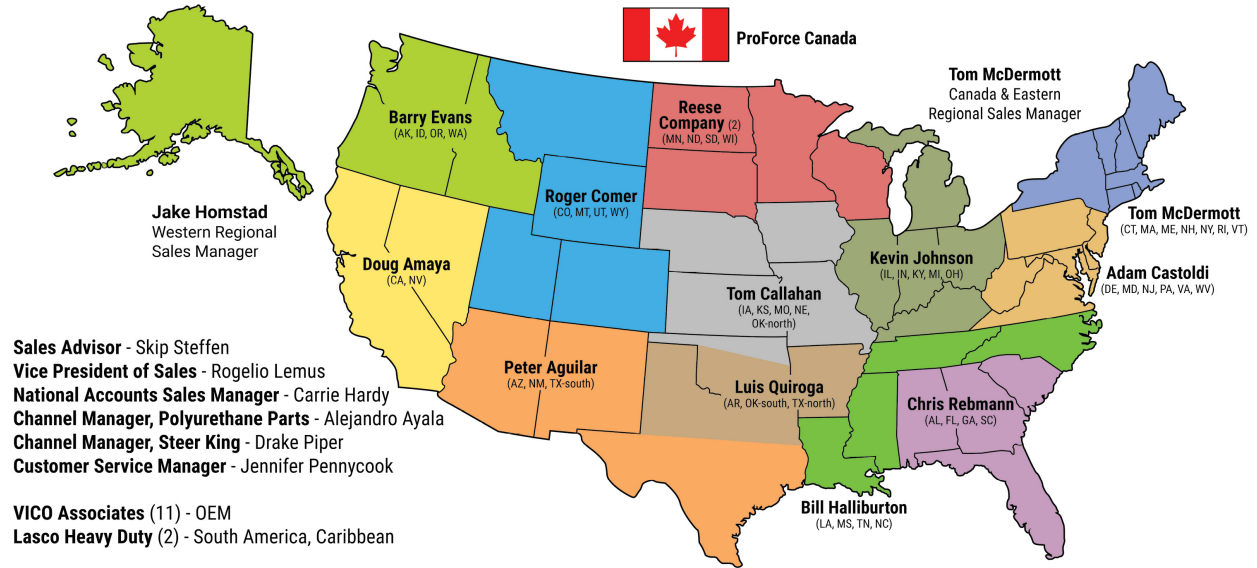 ProForce Canada
Tom McDermott
Canada & Eastern
Regional Sales Manager
Barry Evans
(AK, ID, OR, WA)
Reese
Company (2)
(MN, ND, SD, WI)
Roger Comer
(CO, MT, UT, WY)
Jake Homstad
Western Regional
Sales Manager
Tom McDermott
(CT, MA, ME, NH, NY, RI, VT)
Doug Amaya
(CA, NV)
Kevin Johnson
(IL, IN, KY, MI, OH)
Adam Castoldi
(DE, MD, NJ, PA, VA, WV)
Tom Callahan
(IA, KS, MO, NE,
OK-north)
Peter Aguilar
(AZ, NM, TX-south)
Luis Quiroga
(AR, OK-south, TX-north)
Chris Rebmann
(AL, FL, GA, SC)
Bill Halliburton
(LA, MS, TN, NC)
Sales Advisor - Skip Steffen
Vice President of Sales - Rogelio Lemus
National Accounts Sales Manager - Carrie Hardy
Channel Manager, Polyurethane Parts - Alejandro Ayala
Channel Manager, Steer King - Drake Piper
Customer Service Manager - Jennifer Pennycook
VICO Associates (11) - OEM
Lasco Heavy Duty (2) - South America, Caribbean